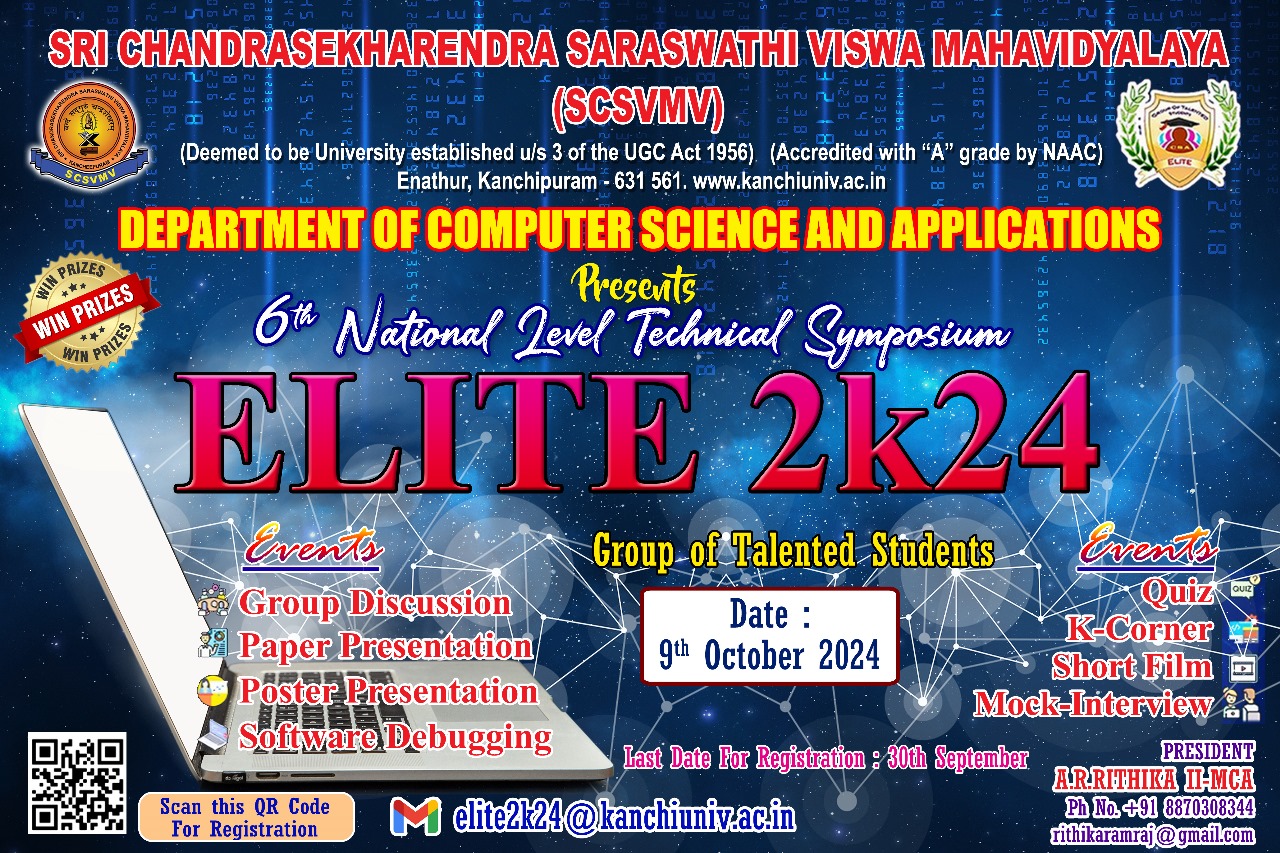 SRI CHANDRASEKHARENDRA SARASWATHI VISWA MAHAVIDYALAYA
(SCSVMV)
(Deemed to be University established u/s 3 of the UGC Act 1956) (Accredited with “A” grade by NAAC)
Enathur, Kanchipuram - 631 561. www.kanchiuniv.ac.in
SCSVMV
ELITE
DEPARTMENT OF COMPUTER SCIENCE AND APPLICATIONS
Presents
6th National Level Technical Symposium
WIN PRIZES
WIN PRIZES
WIN PRIZES
ELITE 2k24
Events
Group Discussion
Paper Presentation
Poster Presentation
Software Debugging
Group of Talented Students
Date :
9th October 2024
Events
Quiz
QUIZ
K-Corner
Short Film
Mock-Interview
Last Date For Registration : 30th September
Scan this QR Code
For Registration
elite2k24@kanchiuniv.ac.in
PRESIDENT
A.R.RITHIKA II-MCA
Ph No. +91 8870308344
rithikaramraj@gmail.com